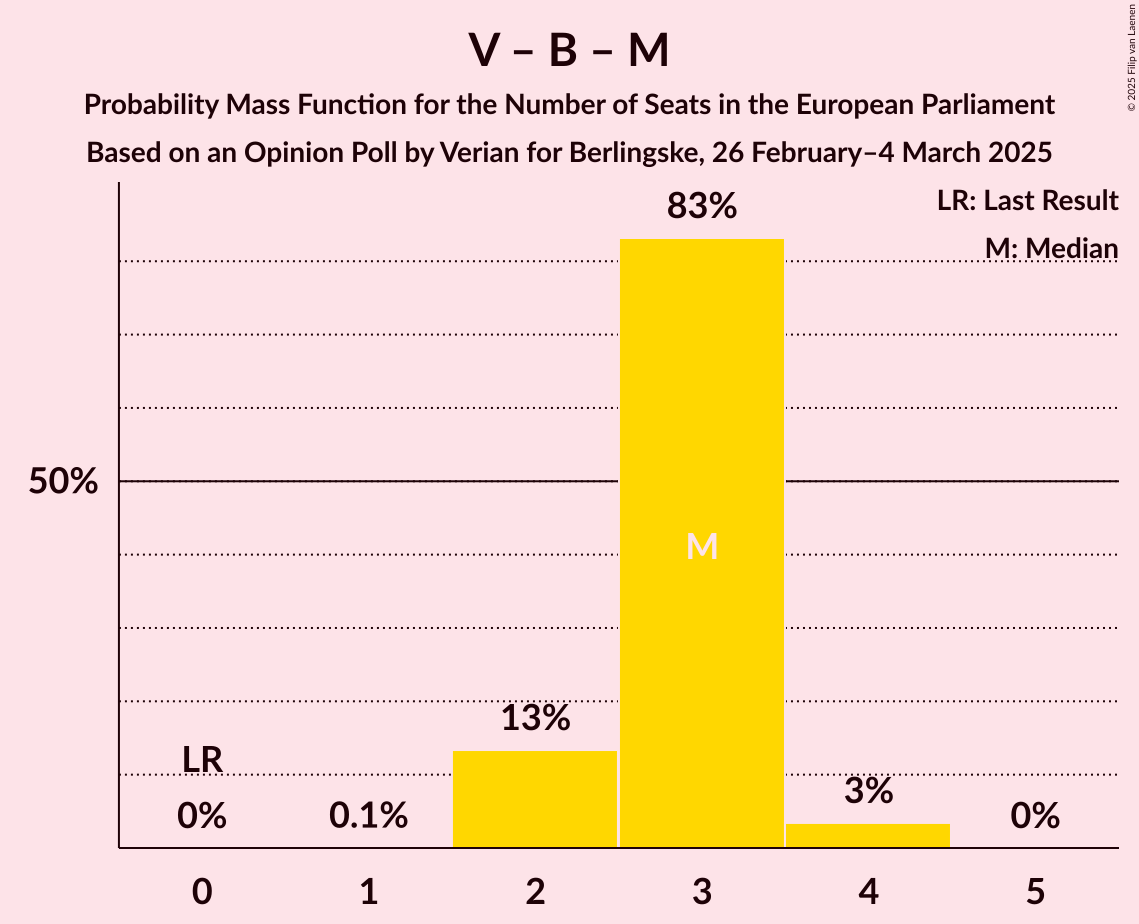 V – B – M
Probability Mass Function for the Number of Seats in the European Parliament
Based on an Opinion Poll by Verian for Berlingske, 26 February–4 March 2025
© 2025 Filip van Laenen
LR: Last Result
M: Median
83%
50%
M
13%
LR
3%
0%
0.1%
0%
0
1
2
3
4
5